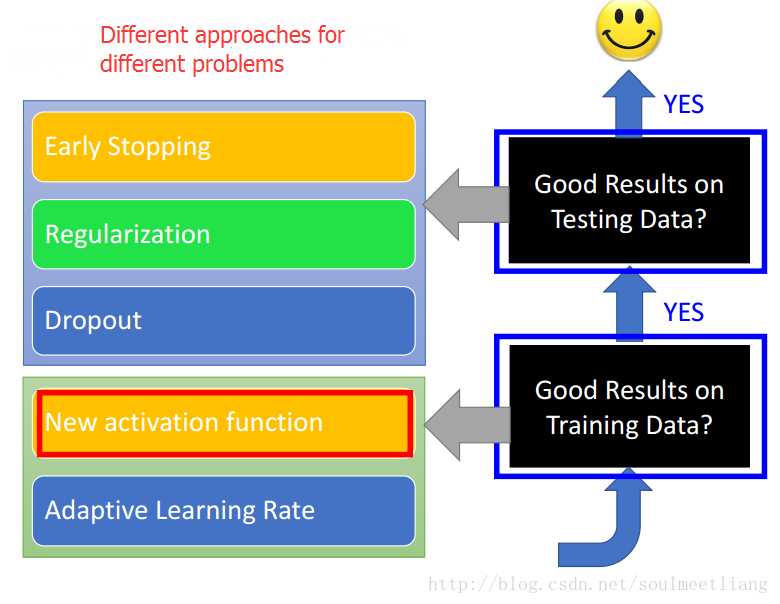 Different approaches for
different problems
YES
Early Stopping
Good Results on
Testing Data?
Regularization
Dropout
YES
New activation function
Good Results on
Training Data?
Adaptive Learning Rate
http://blog.csdn.net/soulmeetliang